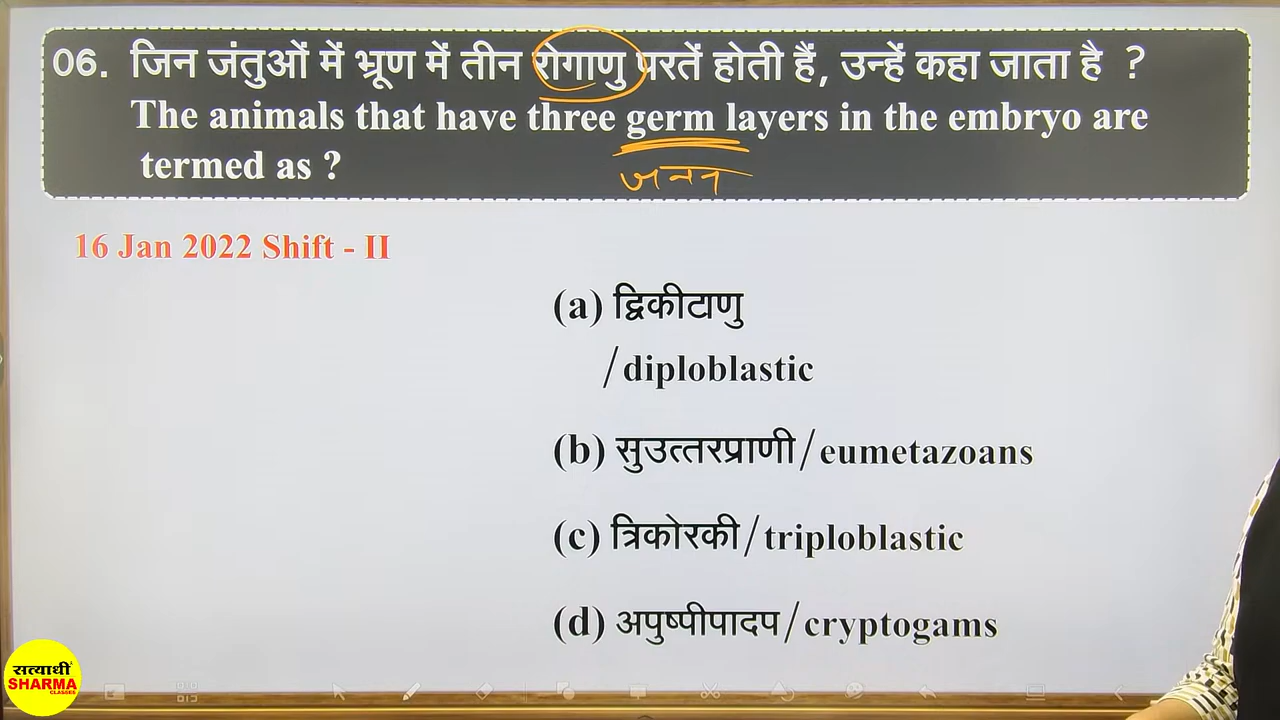 06. जिन जंतुओं में भ्रूण में तीन रोगाणु परतें होती हैं, उन्हें कहा जाता है ?
The animals that have three germ layers in the embryo are
termed as ?
जनन
16 Jan 2022 Shift - II
(a) द्विकीटाणु
/diploblastic
(b) सुउत्तरप्राणी/eumetazoans
(c) त्रिकोरकी/triploblastic
(d) अपुष्पीपादप/cryptogams
सत्यार्थी
SHARMA
CLASSES